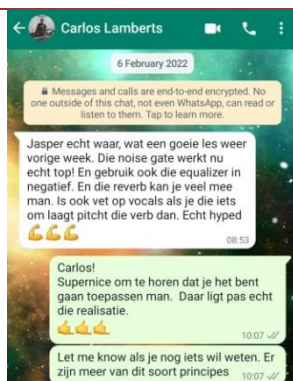 Carlos Lamberts
6 February 2022
Messages and calls are end-to-end encrypted. No
one outside of this chat, not even WhatsApp, can read or
listen to them. Tap to learn more.
Jasper echt waar, wat een goeie les weer
vorige week. Die noise gate werkt nu
echt top! En gebruik ook die equalizer in
negatief. En die reverb kan je veel mee
man. Is ook vet op vocals als je die iets
om laagt pitcht die verb dan. Echt hyped
💪💪💪
08:53
Carlos!
Supernice om te horen dat je het bent
gaan toepassen man.  Daar ligt pas echt
die realisatie.
🤙🤙🤙
10:07
Let me know als je nog iets wil weten. Er
zijn meer van dit soort principes
10:07